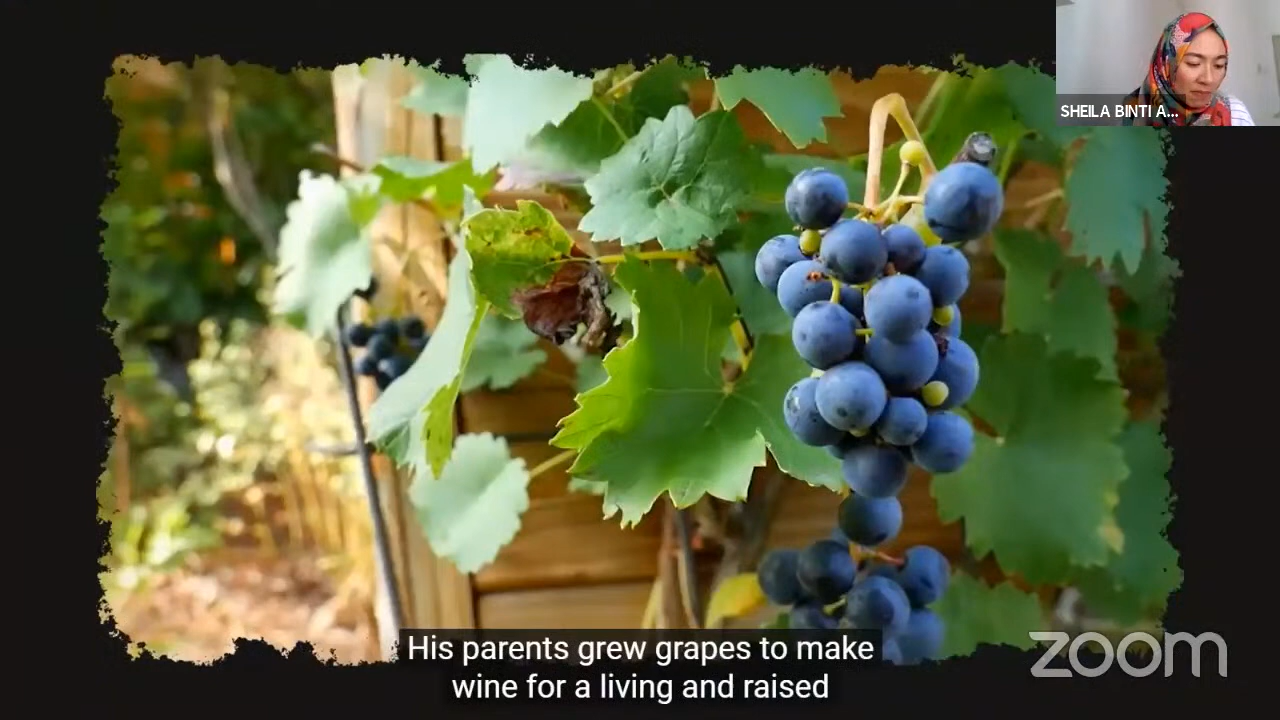 SHEILA BINTI A...
His parents grew grapes to make
wine for a living and raised
zoom